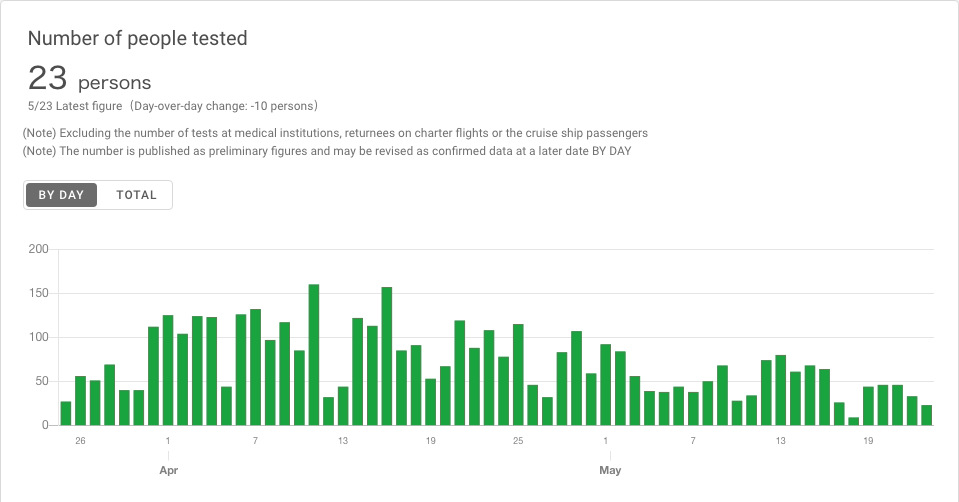 Number of people tested
23 persons
5/23 Latest figure（Day-over-day change: -10 persons）
(Note) Excluding the number of tests at medical institutions, returnees on charter flights or the cruise ship passengers
(Note) The number is published as preliminary figures and may be revised as confirmed data at a later date BY DAY
BY DAY TOTAL
200
150
100
50
0
26 1 7 13 19 25 1 7 13 19
Apr May